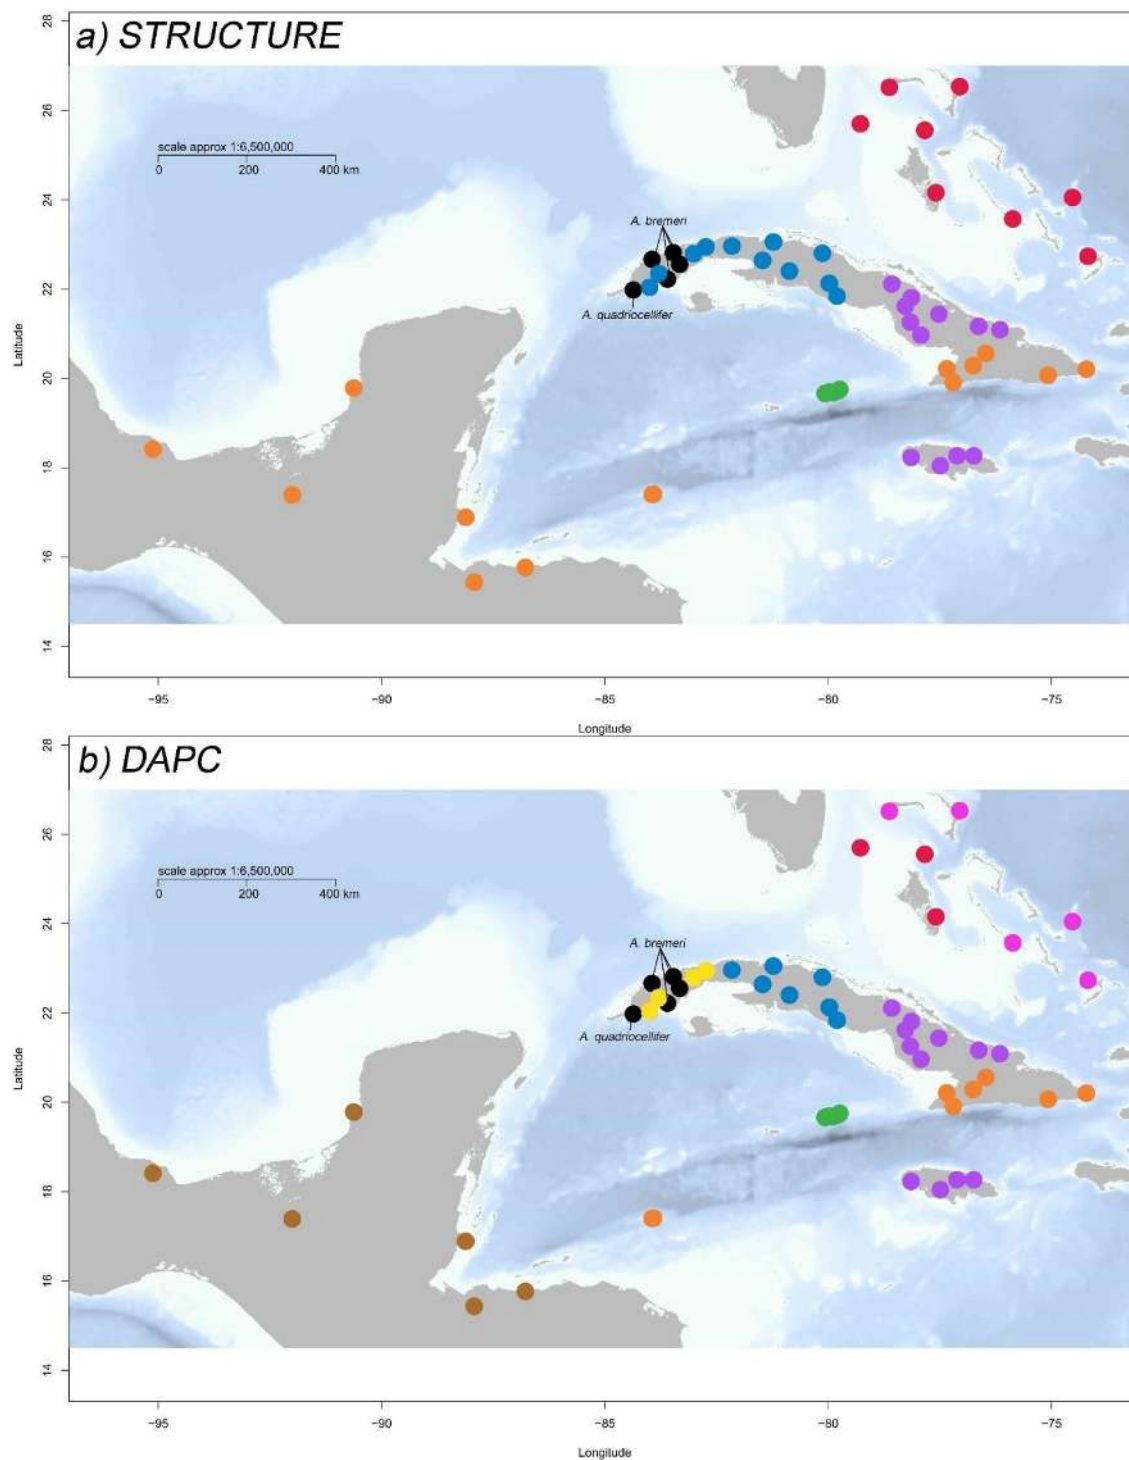 a) STRUCTURE
28
26
24
22
20
18
16
14
Latitude
scale approx 1:6,500,000
0 200 400 km
A. bremeri
A. quadriocellifer
−95 −90 −85 −80 −75
Longitude
b) DAPC
28
26
24
22
20
18
16
14
Latitude
scale approx 1:6,500,000
0 200 400 km
A. bremeri
A. quadriocellifer
−95 −90 −85 −80 −75
Longitude